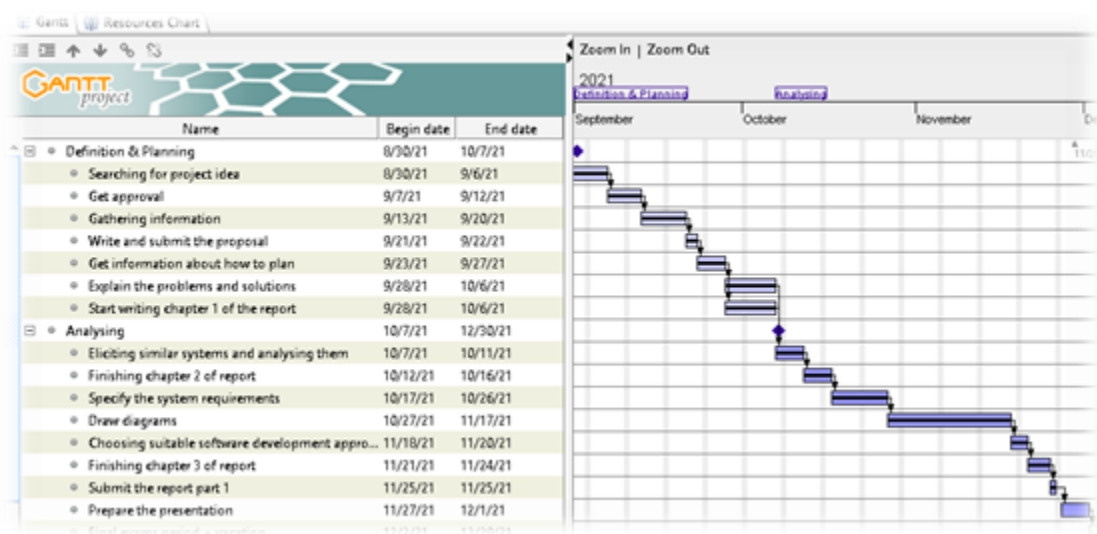 Gantt Resources Chart
Zoom In | Zoom Out
GANTT project
2021
Definition & Planning Analysing
September October November
Name Begin date End date
Definition & Planning 8/30/21 10/7/21
Searching for project idea 8/30/21 9/6/21
Get approval 9/7/21 9/12/21
Gathering information 9/13/21 9/20/21
Write and submit the proposal 9/21/21 9/22/21
Get information about how to plan 9/23/21 9/27/21
Explain the problems and solutions 9/28/21 10/6/21
Start writing chapter 1 of the report 9/28/21 10/6/21
Analysing 10/7/21 12/30/21
Eliciting similar systems and analysing them 10/7/21 10/11/21
Finishing chapter 2 of report 10/12/21 10/16/21
Specify the system requirements 10/17/21 10/26/21
Draw diagrams 10/27/21 11/17/21
Choosing suitable software development appro... 11/18/21 11/20/21
Finishing chapter 3 of report 11/21/21 11/24/21
Submit the report part 1 11/25/21 11/25/21
Prepare the presentation 11/27/21 12/1/21